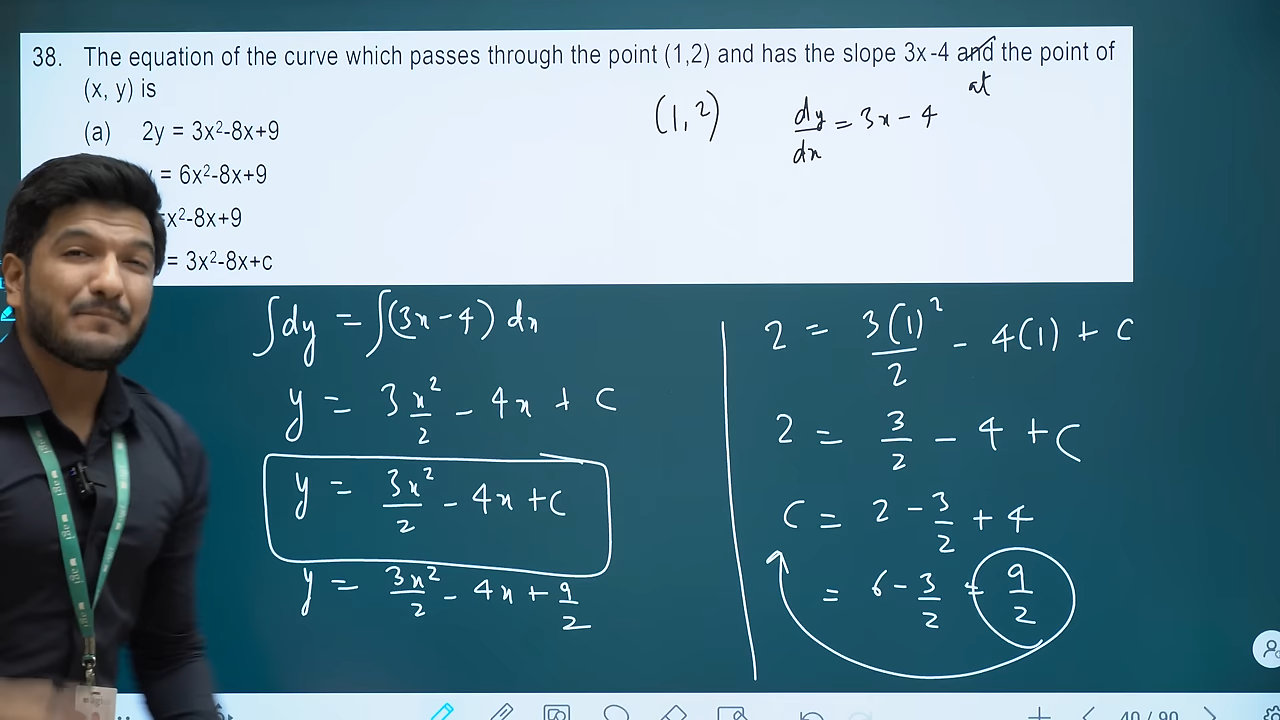 38. The equation of the curve which passes through the point (1,2) and has the slope 3x-4 and the point of
at
(x, y) is
(1, 2) dy/dx = 3x - 4
(a) 2y = 3x²-8x+9
= 6x²-8x+9
x²-8x+9
= 3x²-8x+c
∫dy = ∫(3x-4) dx
y = 3 x²/2 - 4x + c
y = 3x²/2 - 4x + c
y = 3x²/2 - 4x + 9/2
2 = 3(1)²/2 - 4(1) + c
2 = 3/2 - 4 + c
c = 2 - 3/2 + 4
= 6 - 3/2 = 9/2
40 / 90